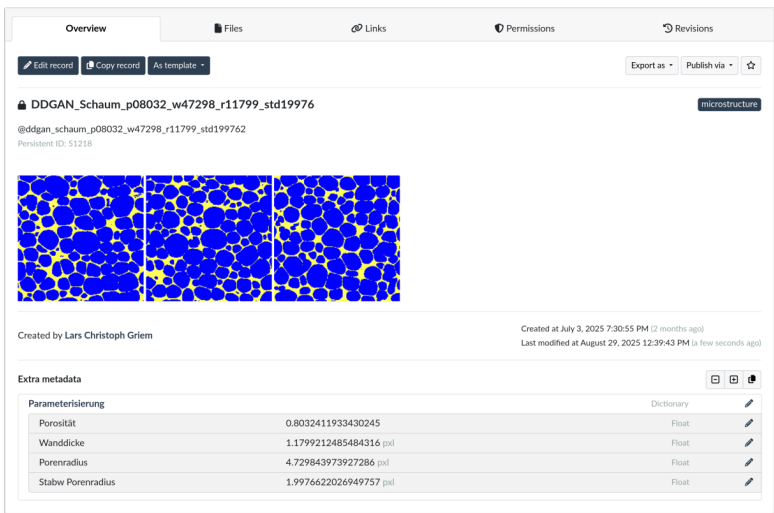 Overview
Files
Links
Permissions
Revisions
Edit record
Copy record
As template
Export as
Publish via
DDGAN_Schaum_p08032_w47298_r11799_std19976
microstructure
@ddgan_schaum_p08032_w47298_r11799_std199762
Persistent ID: 51218
Created by Lars Christoph Griem
Created at July 3, 2025 7:30:55 PM (2 months ago)
Last modified at August 29, 2025 12:39:43 PM (a few seconds ago)
Extra metadata
Parameterisierung Dictionary
Porosität 0.8032411933430245 Float
Wanddicke 1.1799212485484316 pxl Float
Porenradius 4.729843973927286 pxl Float
Stabw Porenradius 1.9976622026949757 pxl Float